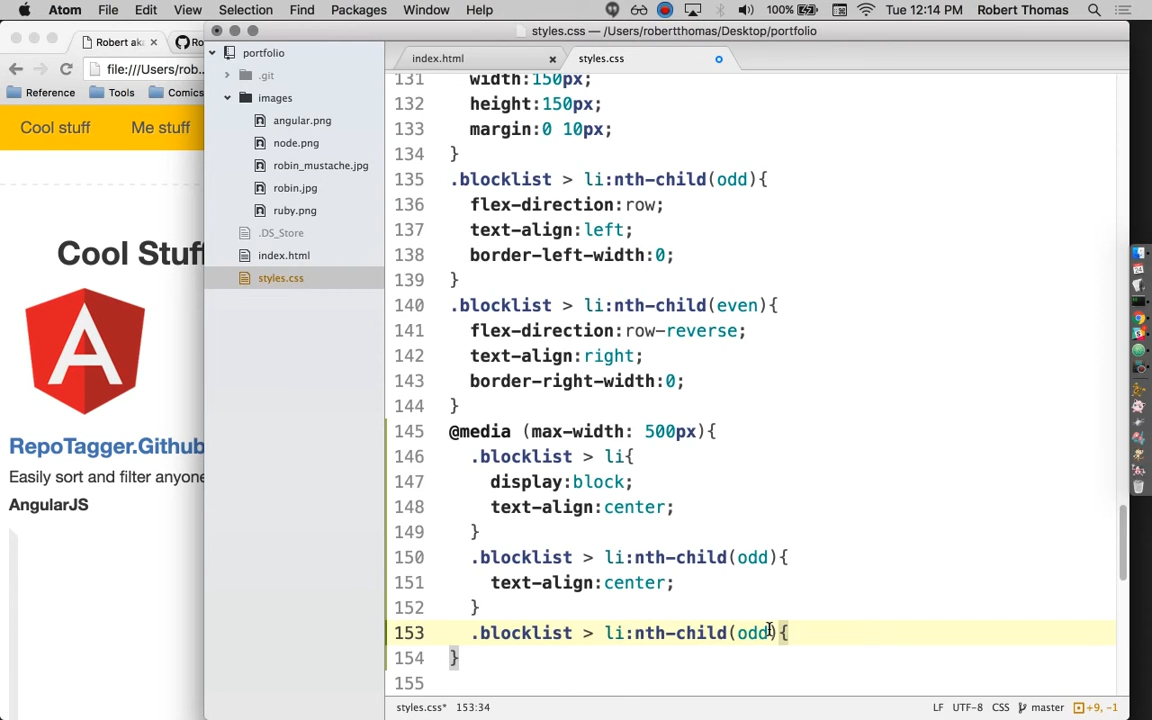 Atom File Edit View Selection Find Packages Window Help 100% Tue 12:14 PM Robert Thomas
styles.css — /Users/robertthomas/Desktop/portfolio
Robert aka
Ro
file:///Users/rob...
Reference Tools Comics
Cool stuff Me stuff
Cool Stuf
RepoTagger.Github
Easily sort and filter anyone
AngularJS
portfolio
.git
images
angular.png
node.png
robin_mustache.jpg
robin.jpg
ruby.png
.DS_Store
index.html
styles.css
index.html styles.css
131 width:150px;
132 height:150px;
133 margin:0 10px;
134 }
135 .blocklist > li:nth-child(odd){
136 flex-direction:row;
137 text-align:left;
138 border-left-width:0;
139 }
140 .blocklist > li:nth-child(even){
141 flex-direction:row-reverse;
142 text-align:right;
143 border-right-width:0;
144 }
145 @media (max-width: 500px){
146 .blocklist > li{
147 display:block;
148 text-align:center;
149 }
150 .blocklist > li:nth-child(odd){
151 text-align:center;
152 }
153 .blocklist > li:nth-child(odd){
154 }
155
styles.css* 153:34 LF UTF-8 CSS master +9, -1